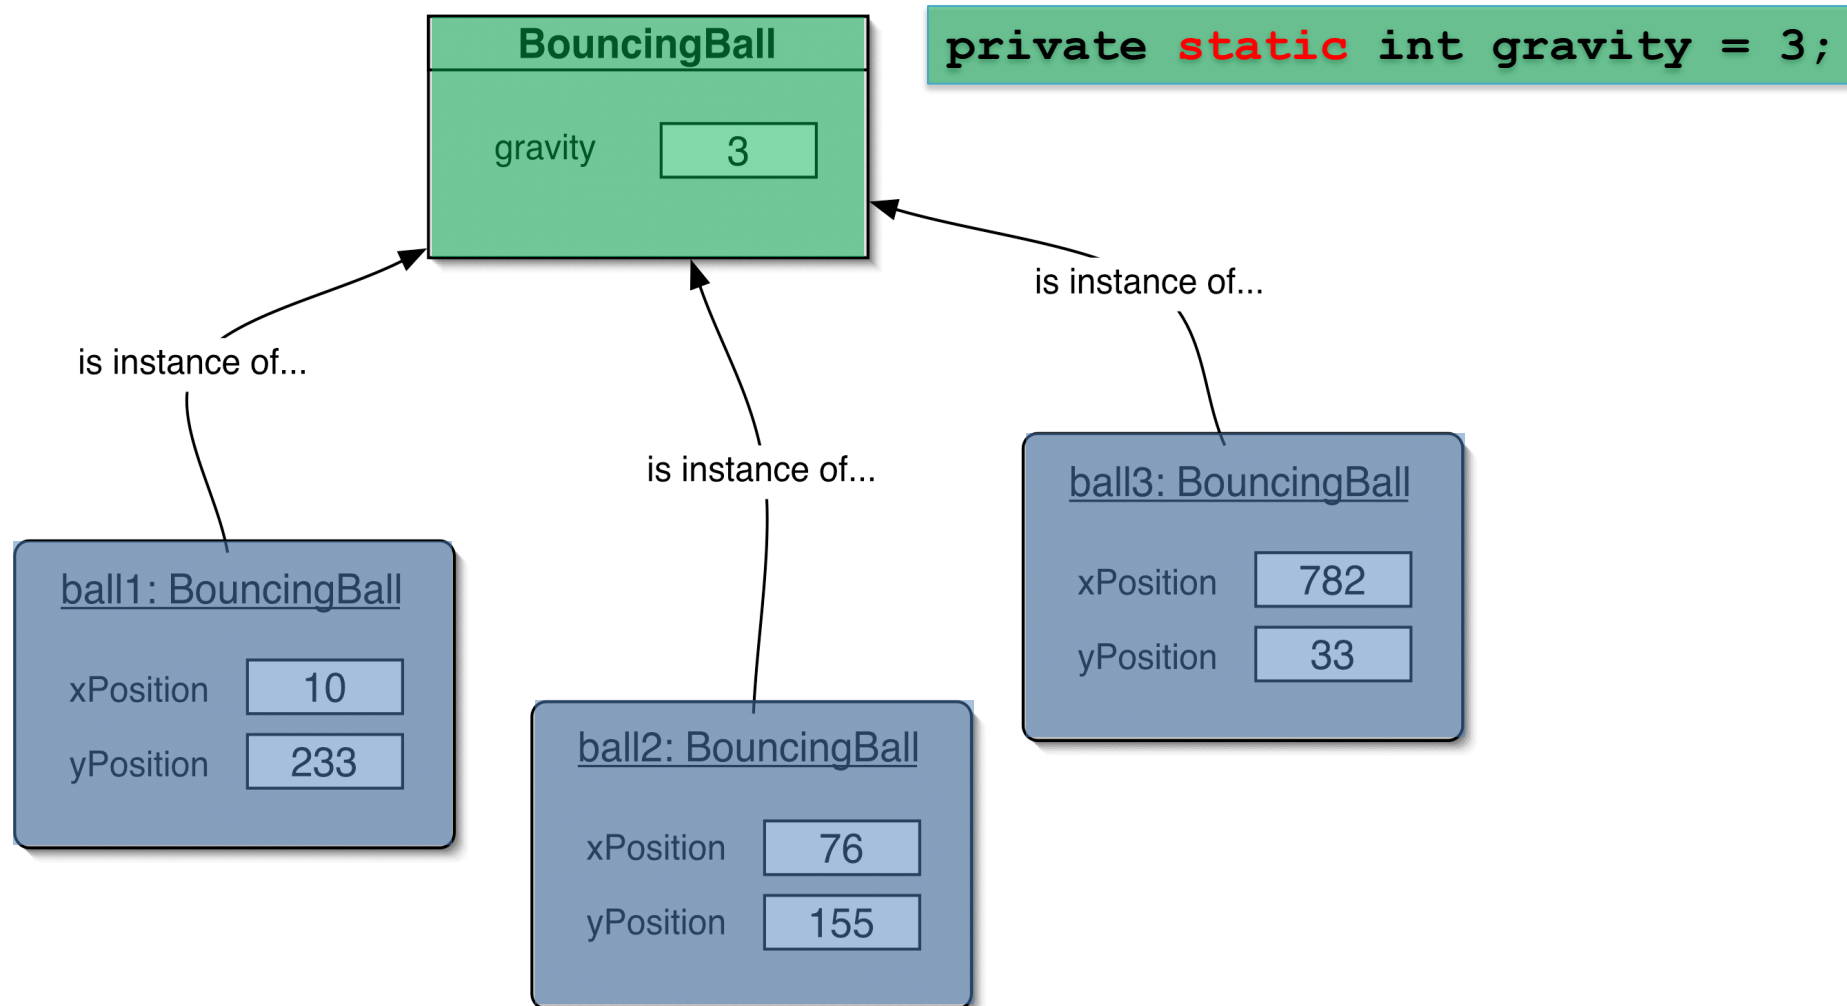 BouncingBall
private static int gravity = 3;
gravity 3
is instance of...
is instance of...
is instance of...
ball3: BouncingBall
xPosition 782
yPosition 33
ball1: BouncingBall
xPosition 10
yPosition 233
ball2: BouncingBall
xPosition 76
yPosition 155